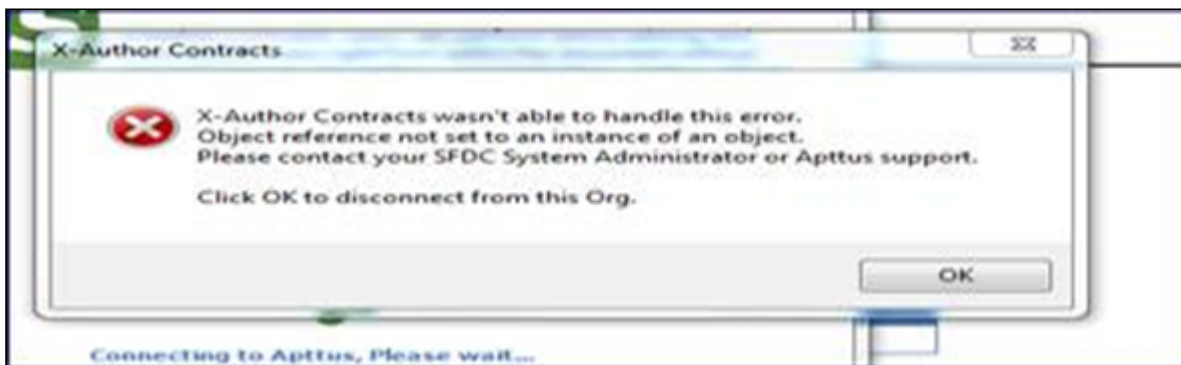 X-Author Contracts
X-Author Contracts wasn't able to handle this error.
Object reference not set to an instance of an object.
Please contact your SFDC System Administrator or Apttus support.
Click OK to disconnect from this Org.
OK
Connecting to Apttus, Please wait...